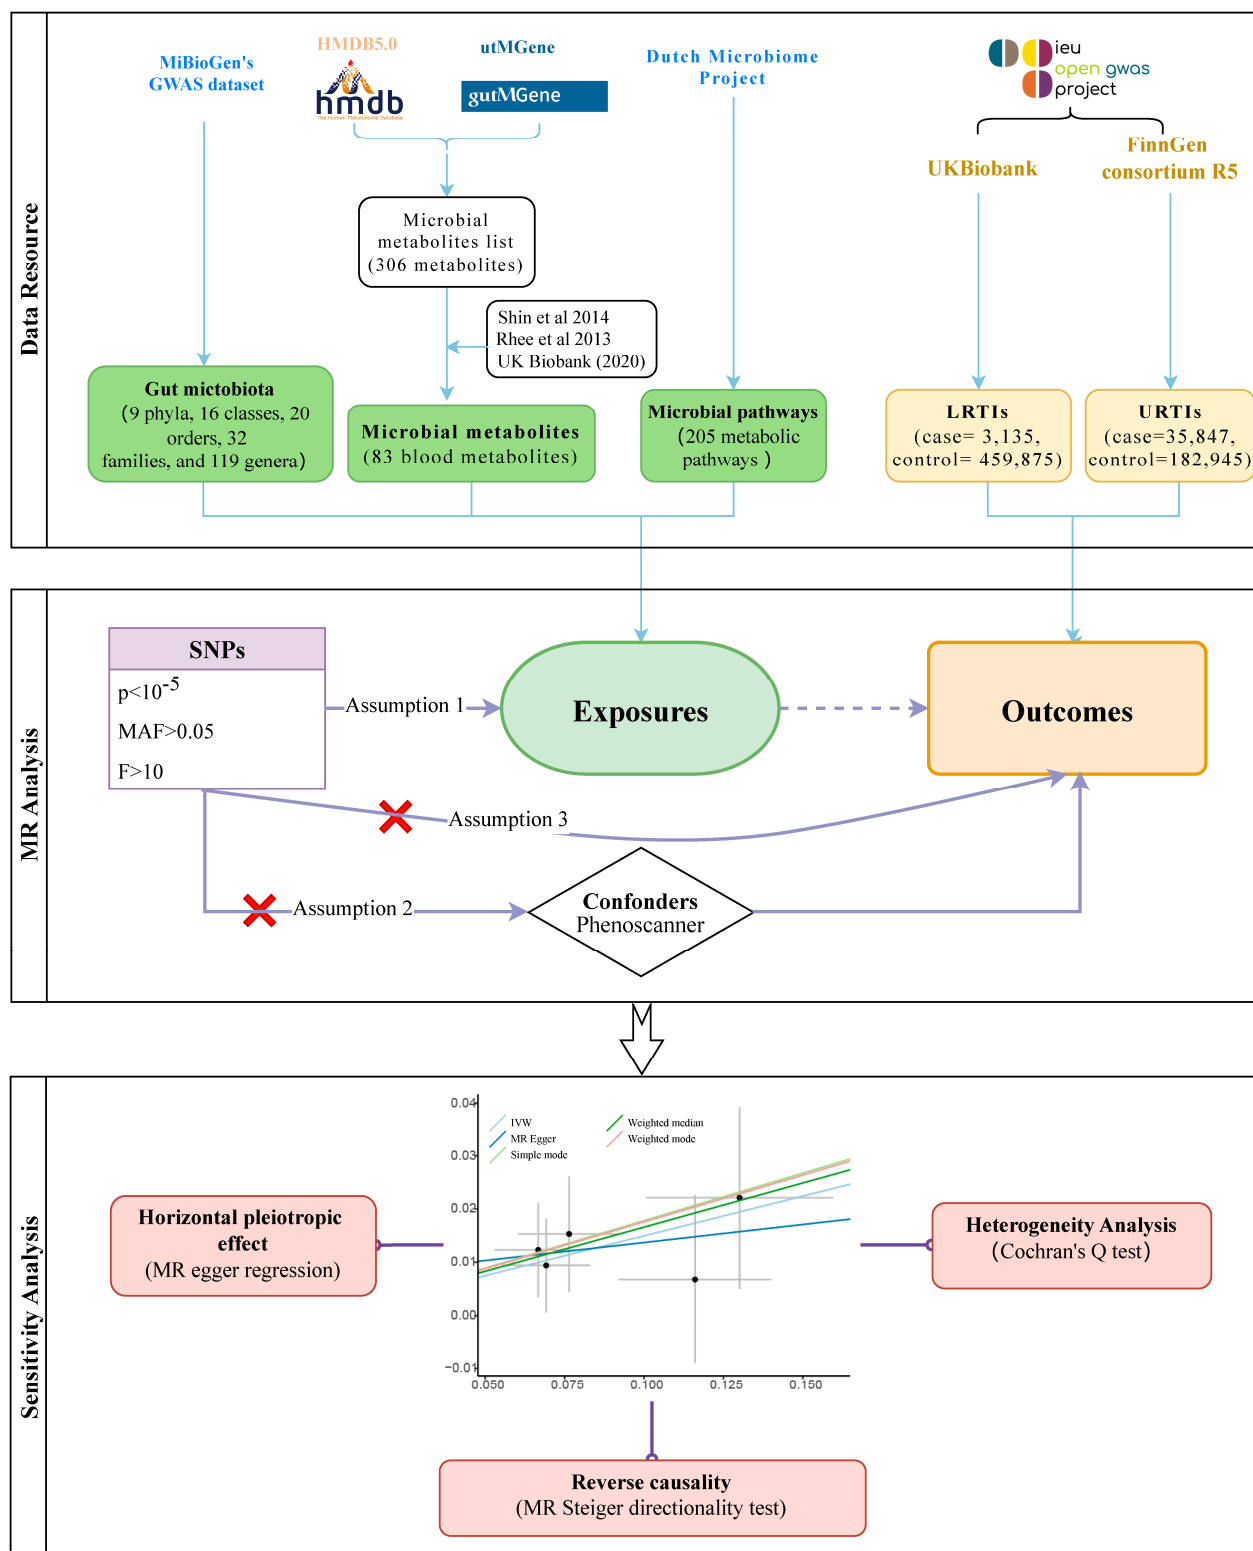 Data Resource
MiBioGen's
GWAS dataset
HMDB5.0
hmdb
The Human Metabolome Database
utMGene
gutMGene
Dutch Microbiome
Project
ieu
open gwas
project
UKBiobank
FinnGen
consortium R5
Microbial
metabolites list
(306 metabolites)
Shin et al 2014
Rhee et al 2013
UK Biobank (2020)
Gut mictobiota
(9 phyla, 16 classes, 20
orders, 32
families, and 119 genera)
Microbial metabolites
(83 blood metabolites)
Microbial pathways
(205 metabolic
pathways )
LRTIs
(case= 3,135,
control= 459,875)
URTIs
(case=35,847,
control=182,945)
MR Analysis
SNPs
p<10-5
MAF>0.05
F>10
Assumption 1
Exposures
Outcomes
Assumption 3
Assumption 2
Confonders
Phenoscanner
Sensitivity Analysis
Horizontal pleiotropic
effect
(MR egger regression)
0.04
0.03
0.02
0.01
0.00
-0.01
0.050
0.075
0.100
0.125
0.150
IVW
MR Egger
Simple mode
Weighted median
Weighted mode
Heterogeneity Analysis
(Cochran's Q test)
Reverse causality
(MR Steiger directionality test)